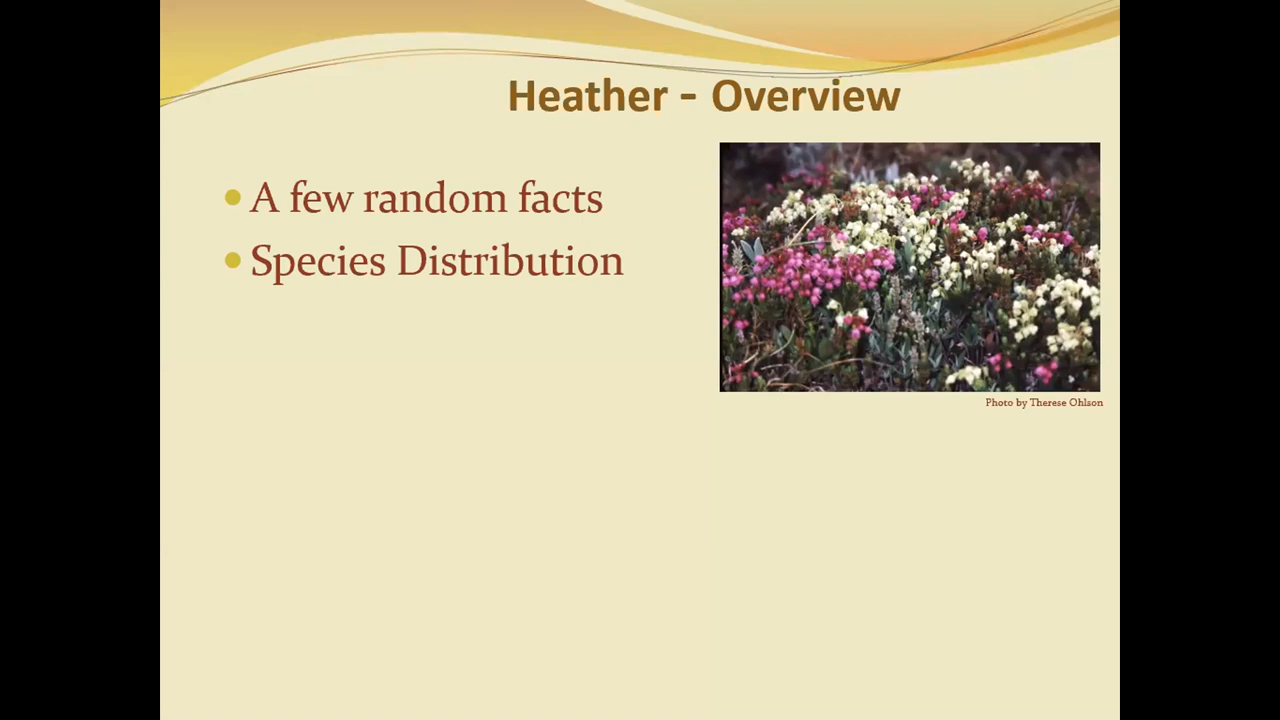 Heather - Overview
A few random facts
Species Distribution
Photo by Therese Ohlson